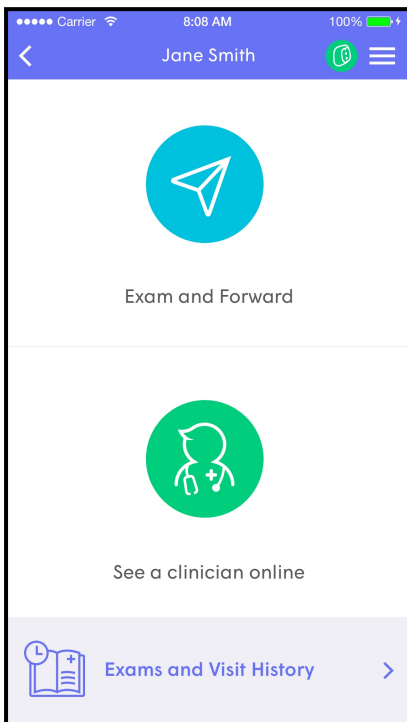 Carrier 8:08 AM 100%
Jane Smith
Exam and Forward
See a clinician online
Exams and Visit History